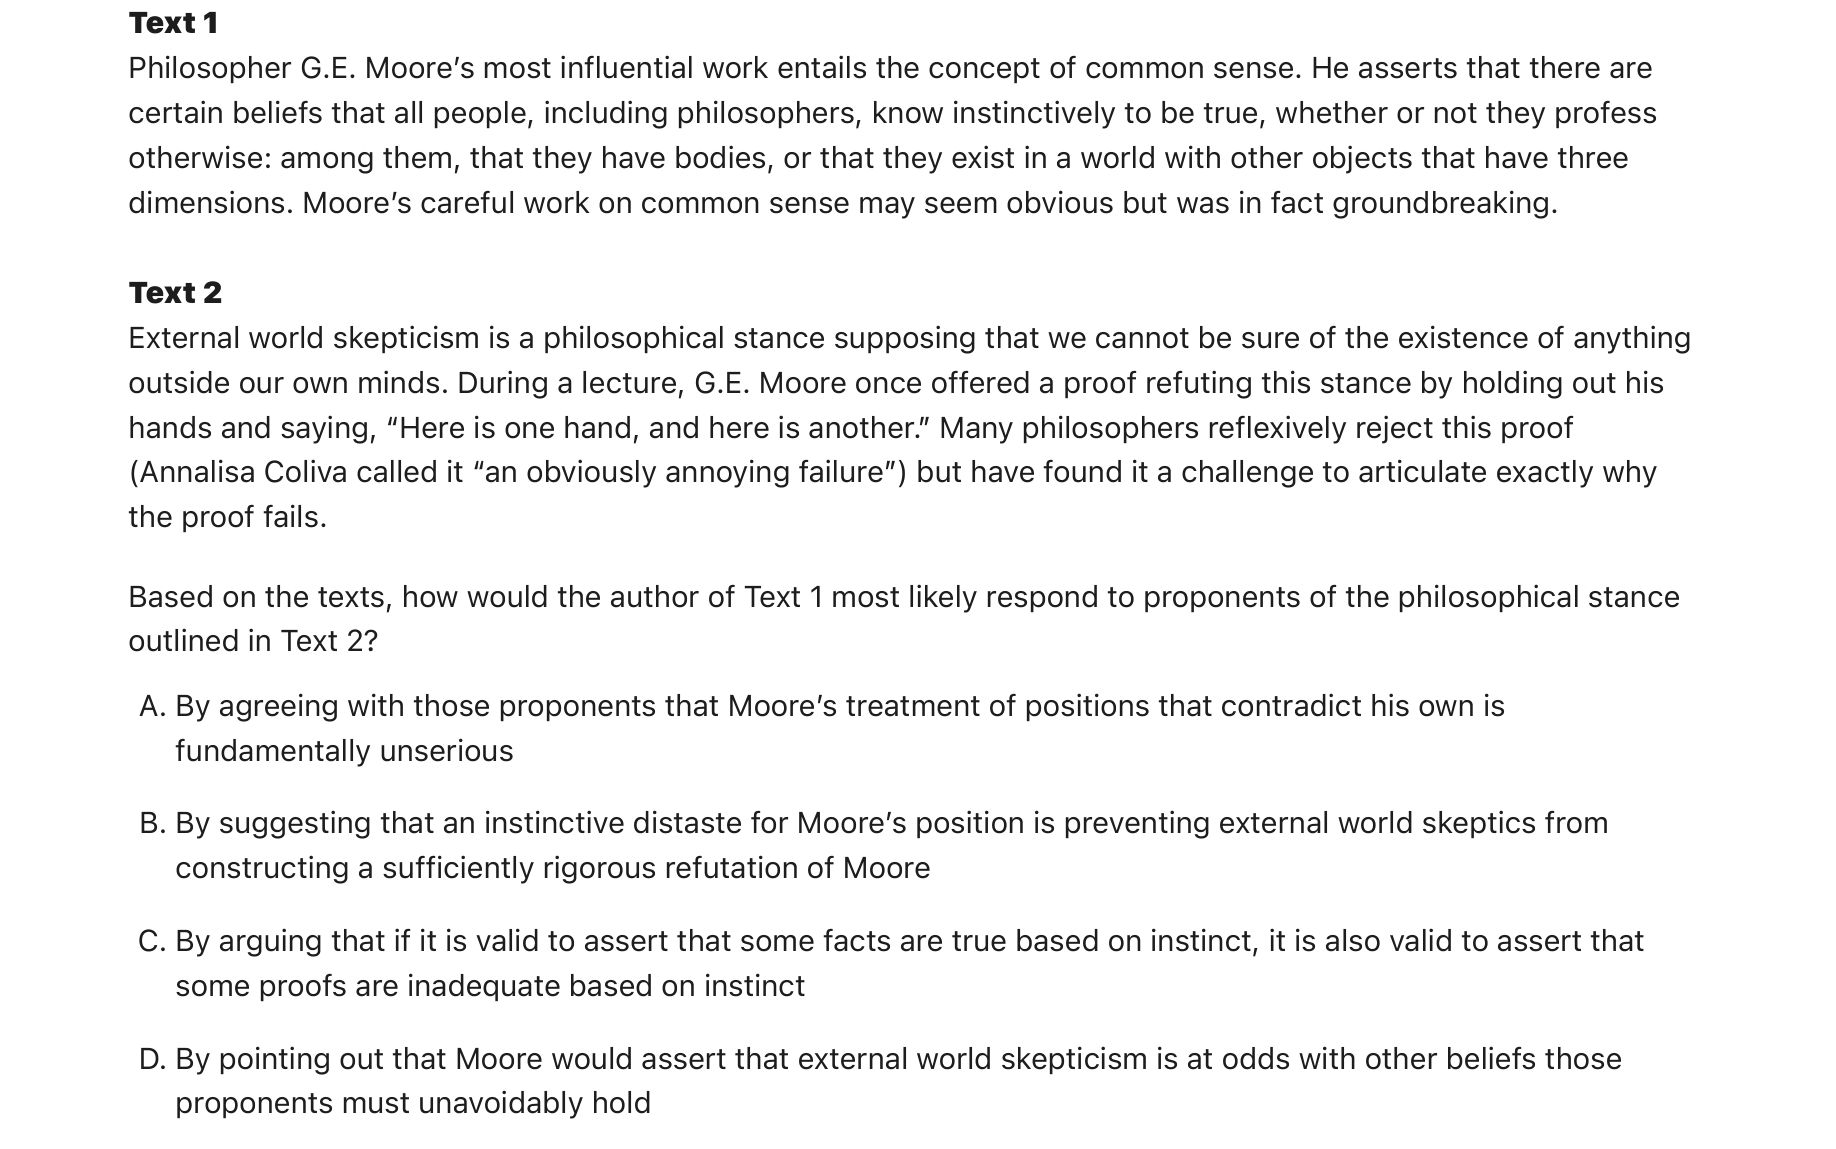 Text 1
Philosopher G.E. Moore’s most influential work entails the concept of common sense. He asserts that there are
certain beliefs that all people, including philosophers, know instinctively to be true, whether or not they profess
otherwise: among them, that they have bodies, or that they exist in a world with other objects that have three
dimensions. Moore’s careful work on common sense may seem obvious but was in fact groundbreaking.
Text 2
External world skepticism is a philosophical stance supposing that we cannot be sure of the existence of anything
outside our own minds. During a lecture, G.E. Moore once offered a proof refuting this stance by holding out his
hands and saying, “Here is one hand, and here is another.” Many philosophers reflexively reject this proof
(Annalisa Coliva called it “an obviously annoying failure”) but have found it a challenge to articulate exactly why
the proof fails.
Based on the texts, how would the author of Text 1 most likely respond to proponents of the philosophical stance
outlined in Text 2?
A. By agreeing with those proponents that Moore’s treatment of positions that contradict his own is
fundamentally unserious
B. By suggesting that an instinctive distaste for Moore’s position is preventing external world skeptics from
constructing a sufficiently rigorous refutation of Moore
C. By arguing that if it is valid to assert that some facts are true based on instinct, it is also valid to assert that
some proofs are inadequate based on instinct
D. By pointing out that Moore would assert that external world skepticism is at odds with other beliefs those
proponents must unavoidably hold